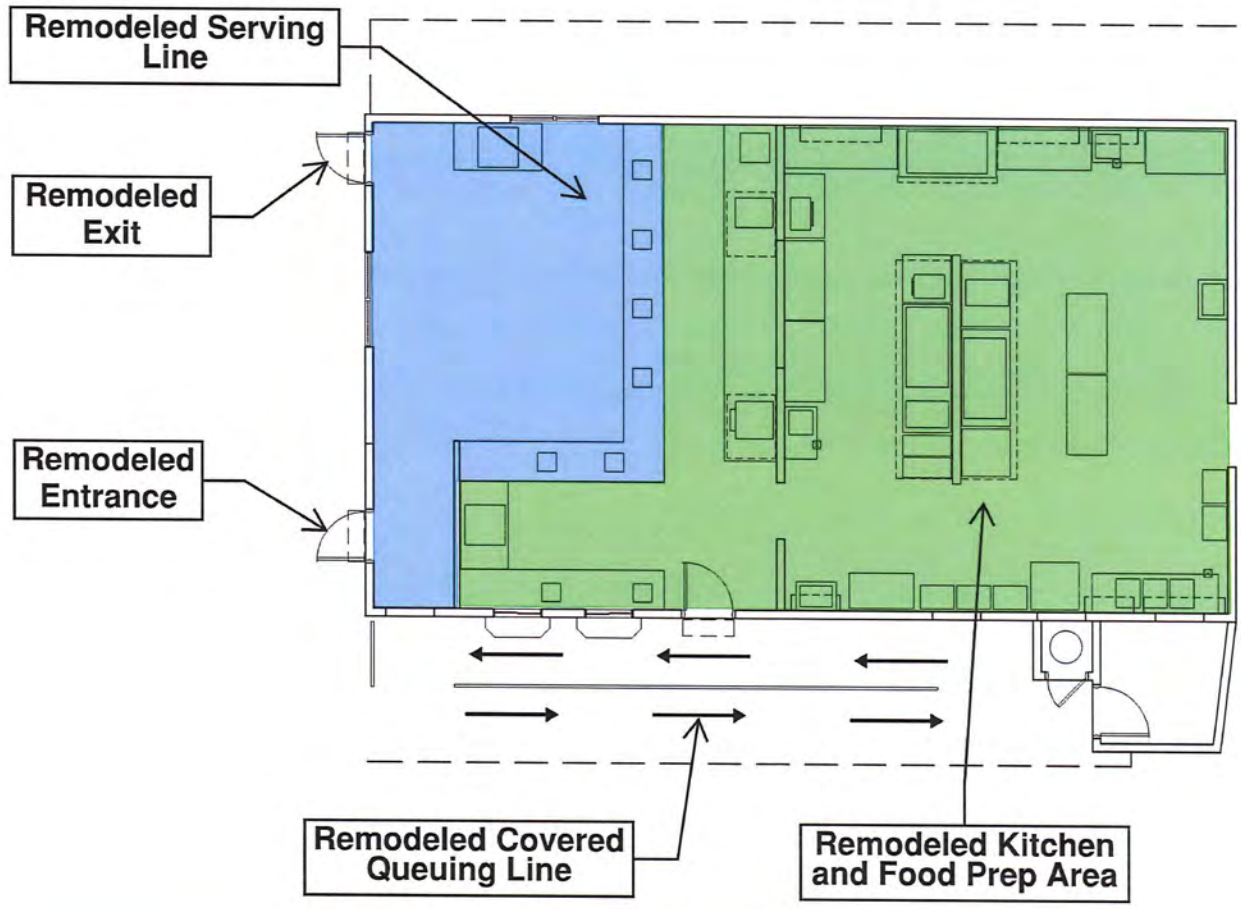 Remodeled Serving
Line
Remodeled
Exit
Remodeled
Entrance
Remodeled Covered
Queuing Line
Remodeled Kitchen
and Food Prep Area